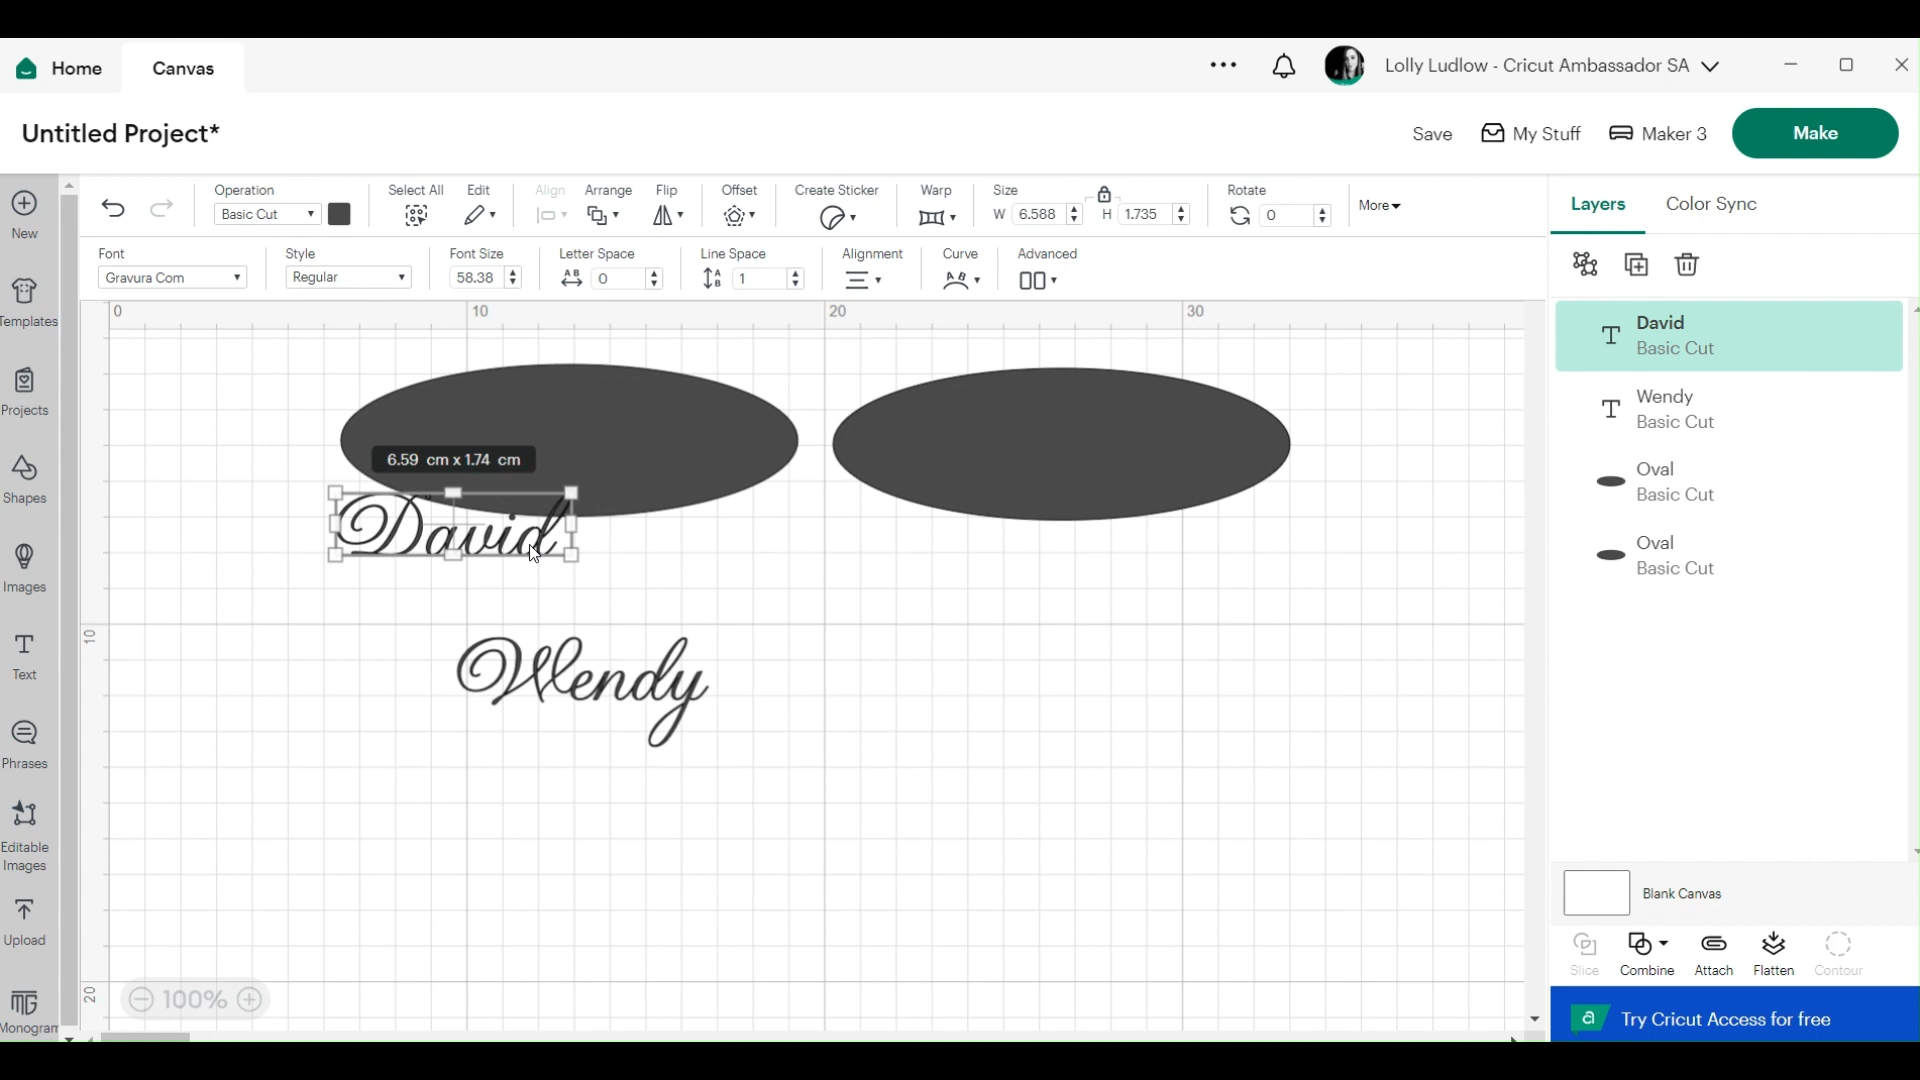 Home
Canvas
Lolly Ludlow - Cricut Ambassador SA
Untitled Project*
Save
My Stuff
Maker 3
Make
Operation
Basic Cut
Select All
Edit
Align
Arrange
Flip
Offset
Create Sticker
Warp
Size
W 6.588
H 1.735
Rotate
0
More
Font
Gravura Com
Style
Regular
Font Size
58.38
Letter Space
0
Line Space
1
Alignment
Curve
Advanced
New
Templates
Projects
Shapes
Images
Text
Phrases
Editable
Images
Upload
Monogram
0
10
20
30
10
20
6.59 cm x 1.74 cm
David
Wendy
100%
Layers
Color Sync
David
Basic Cut
Wendy
Basic Cut
Oval
Basic Cut
Oval
Basic Cut
Blank Canvas
Slice
Combine
Attach
Flatten
Contour
a Try Cricut Access for free